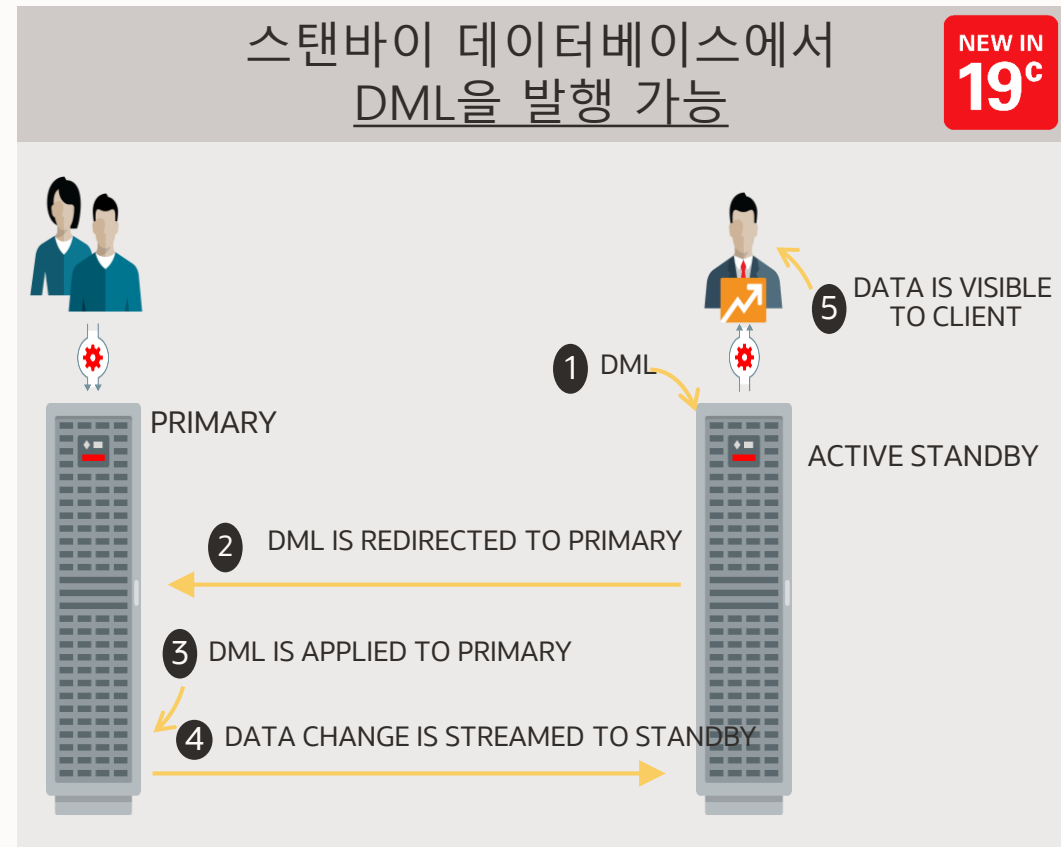 스탠바이 데이터베이스에서
DML을 발행 가능
NEW IN
19c
5 DATA IS VISIBLE
TO CLIENT
1 DML
PRIMARY
ACTIVE STANDBY
2 DML IS REDIRECTED TO PRIMARY
3 DML IS APPLIED TO PRIMARY
4 DATA CHANGE IS STREAMED TO STANDBY